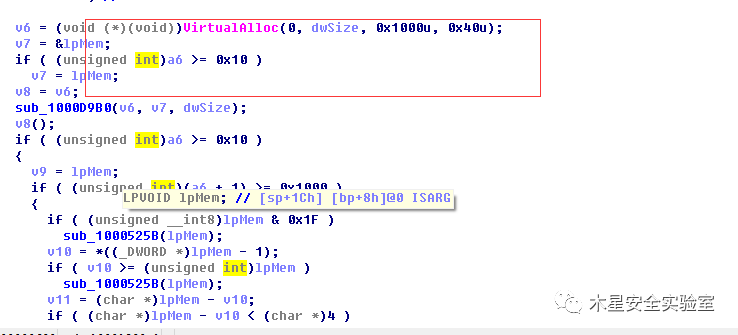 v6 = (void (*)(void))VirtualAlloc(0, dwSize, 0x1000u, 0x40u);
v7 = &lpMem;
if ( (unsigned int)a6 >= 0x10 )
v7 = lpMem;
v8 = v6;
sub_1000D9B0(v6, v7, dwSize);
v8();
if ( (unsigned int)a6 >= 0x10 )
{
v9 = lpMem;
if ( (unsigned int)(a6 + 1) >= 0x1000 )
LPVOID lpMem; // [sp+1Ch] [bp+8h]@0 ISARG
{
if ( (unsigned __int8)lpMem & 0x1F )
sub_1000525B(lpMem);
v10 = *((_DWORD *)lpMem - 1);
if ( v10 >= (unsigned int)lpMem )
sub_1000525B(lpMem);
v11 = (char *)lpMem - v10;
if ( (char *)lpMem - v10 < (char *)4 )
木星安全实验室